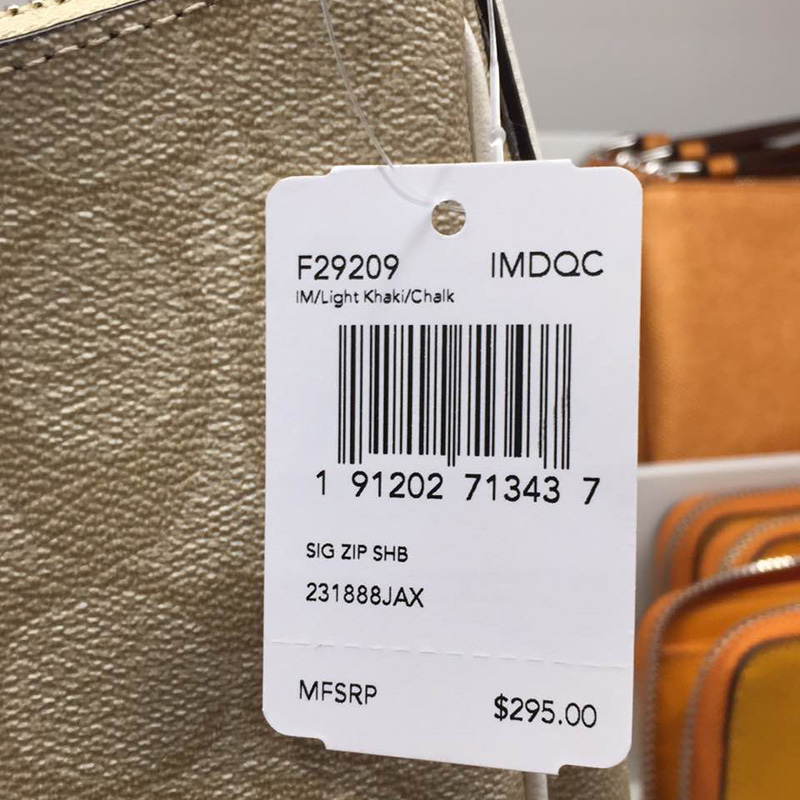 F29209 IMDQC
IM/Light Khaki/Chalk
1 91202 71343 7
SIG ZIP SHB
231888JAX
MFSRP $295.00